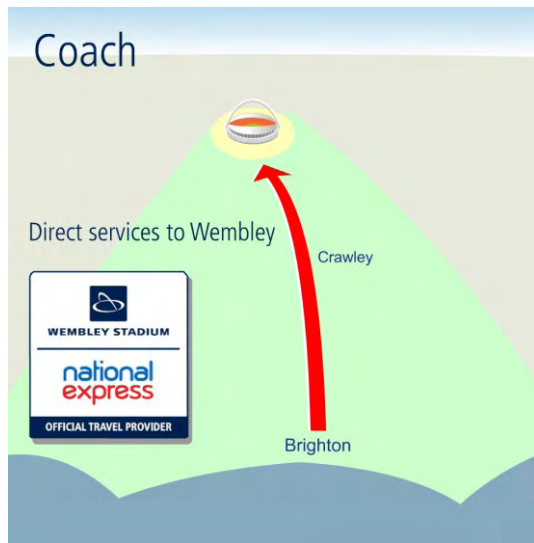 Coach
Direct services to Wembley
Crawley
WEMBLEY STADIUM
national
express
OFFICIAL TRAVEL PROVIDER
Brighton